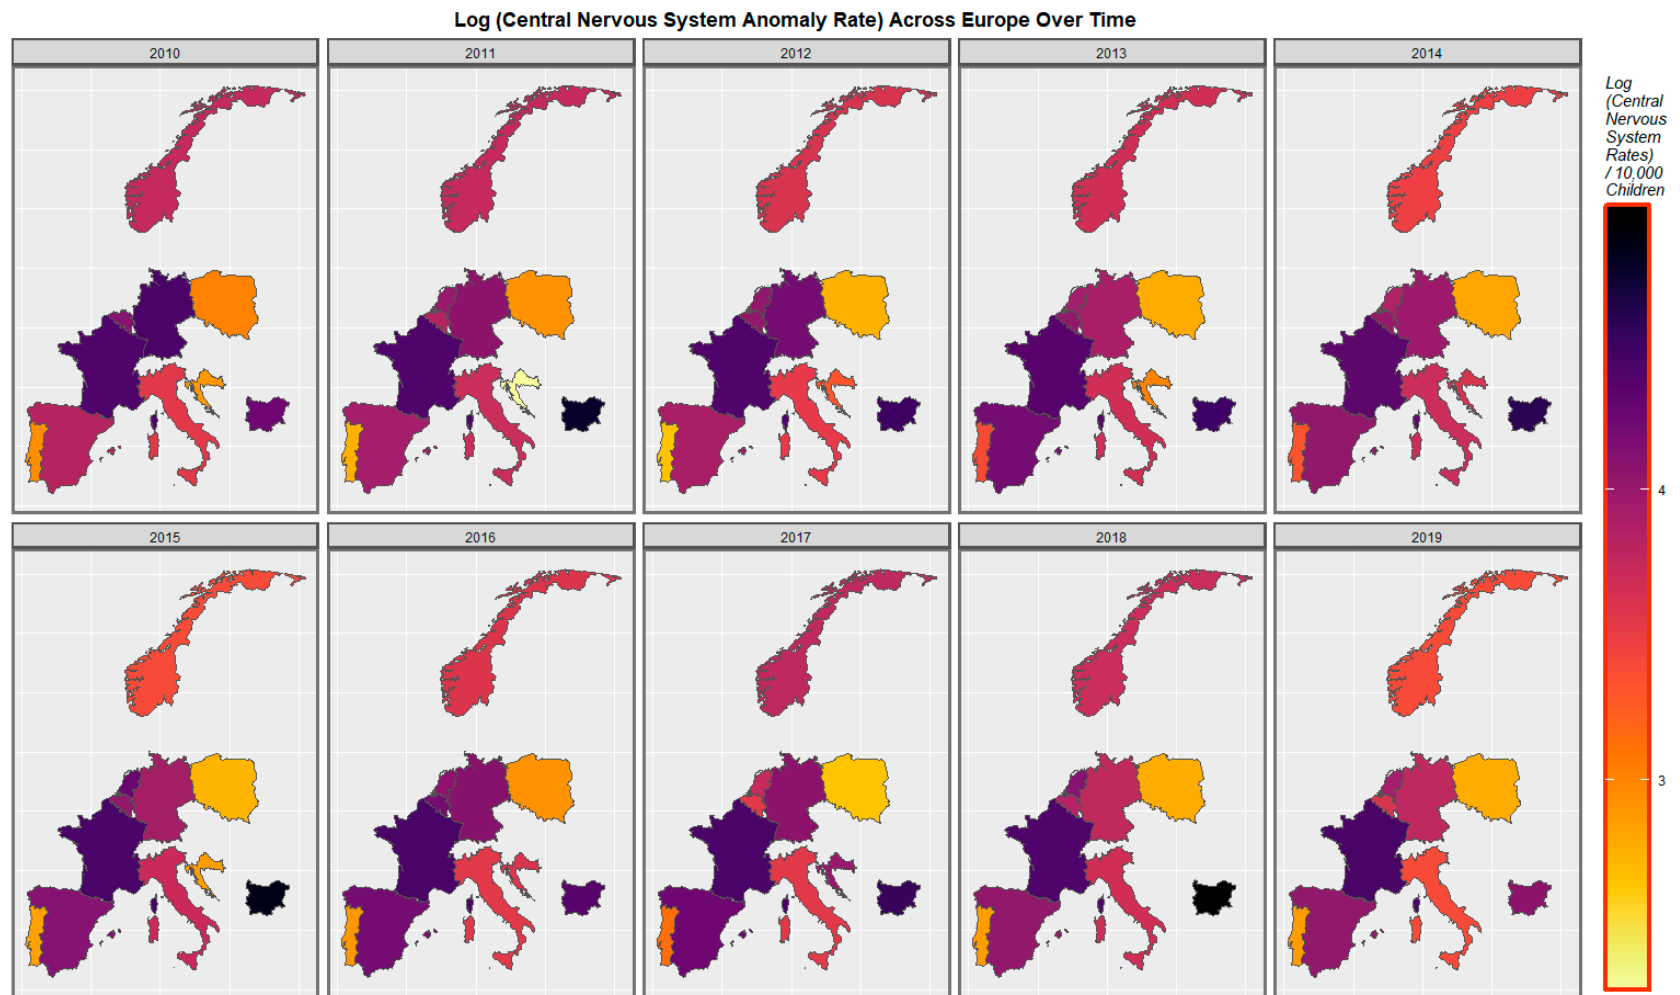 Log (Central Nervous System Anomaly Rate) Across Europe Over Time
2010
2011
2012
2013
2014
Log
(Central
Nervous
System
Rates)
/ 10,000
Children
4
3
2015
2016
2017
2018
2019